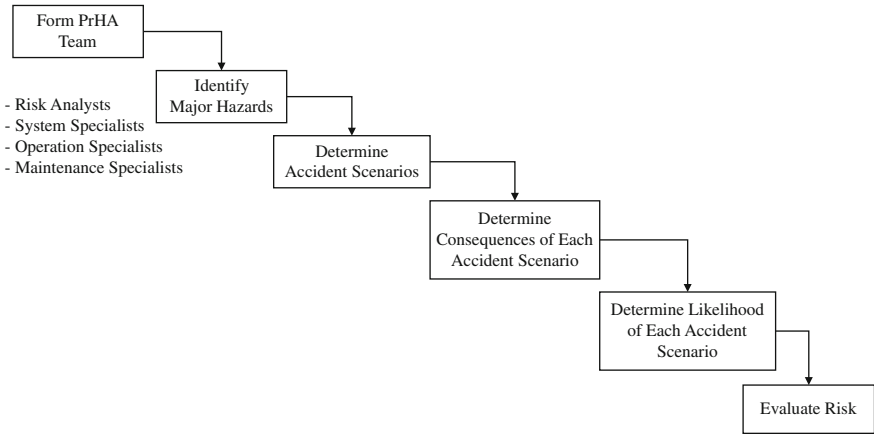 Form PrHA
Team
Identify
Major Hazards
- Risk Analysts
- System Specialists
- Operation Specialists
- Maintenance Specialists
Determine
Accident Scenarios
Determine
Consequences of Each
Accident Scenario
Determine Likelihood
of Each Accident
Scenario
Evaluate Risk